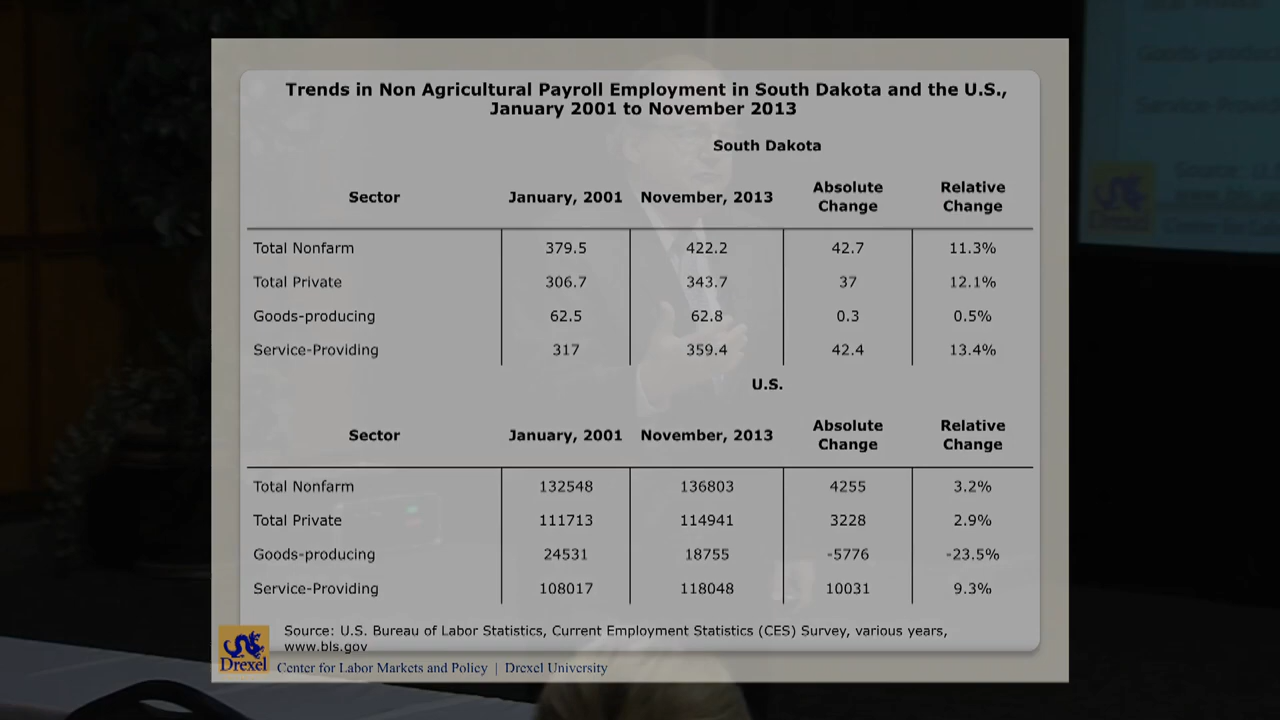 Trends in Non Agricultural Payroll Employment in South Dakota and the U.S.,
January 2001 to November 2013
South Dakota
Sector January, 2001 November, 2013 Absolute Change Relative Change
Total Nonfarm 379.5 422.2 42.7 11.3%
Total Private 306.7 343.7 37 12.1%
Goods-producing 62.5 62.8 0.3 0.5%
Service-Providing 317 359.4 42.4 13.4%
U.S.
Sector January, 2001 November, 2013 Absolute Change Relative Change
Total Nonfarm 132548 136803 4255 3.2%
Total Private 111713 114941 3228 2.9%
Goods-producing 24531 18755 -5776 -23.5%
Service-Providing 108017 118048 10031 9.3%
Source: U.S. Bureau of Labor Statistics, Current Employment Statistics (CES) Survey, various years,
www.bls.gov
Drexel Center for Labor Markets and Policy | Drexel University